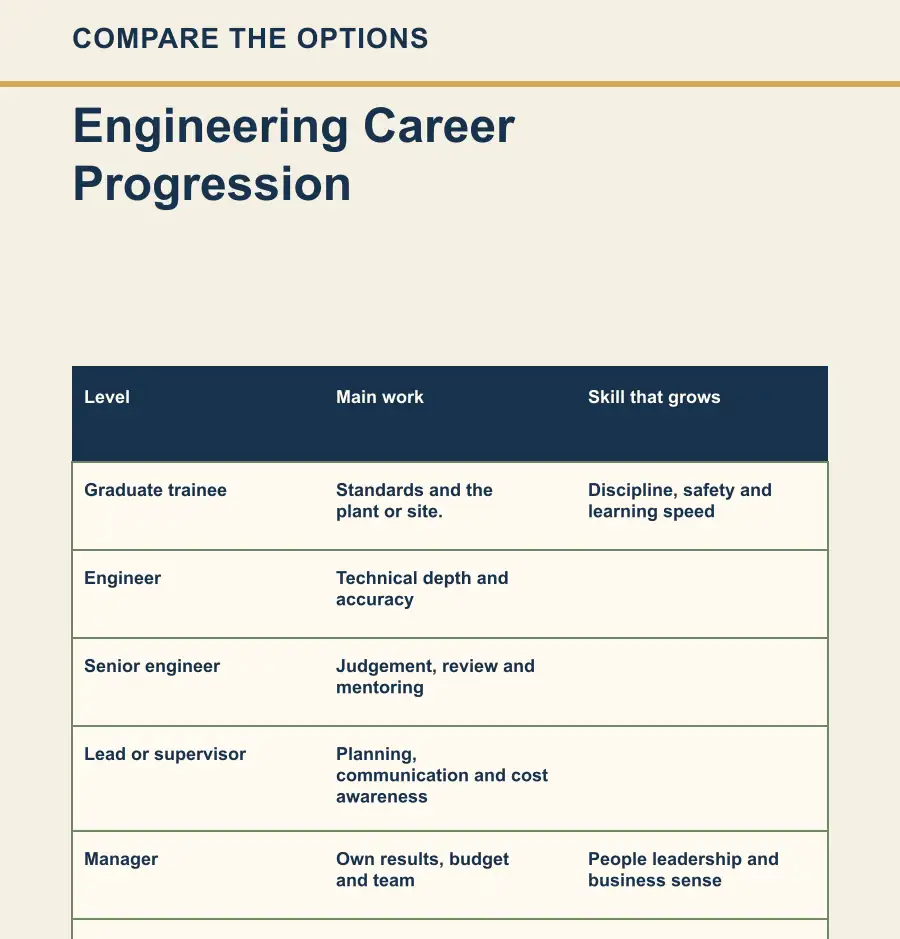 COMPARE THE OPTIONS
Engineering Career
Progression
Level
Main work
Skill that grows
Graduate trainee
Standards and the
plant or site.
Discipline, safety and
learning speed
Engineer
Technical depth and
accuracy
Senior engineer
Judgement, review and
mentoring
Lead or supervisor
Planning,
communication and cost
awareness
Manager
Own results, budget
and team
People leadership and
business sense